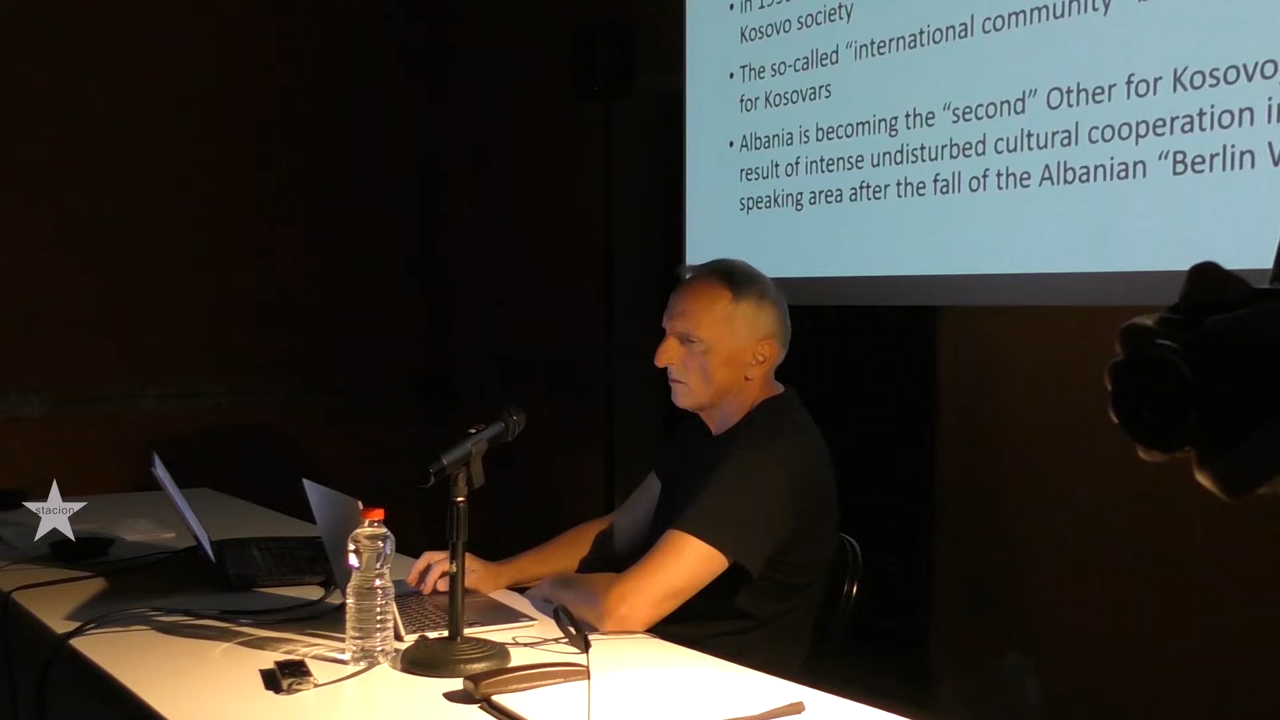 • In
Kosovo society
• The so-called “international community”
for Kosovars
• Albania is becoming the “second” Other for Kosovo
result of intense undisturbed cultural cooperation
speaking area after the fall of the Albanian “Berlin
stacion